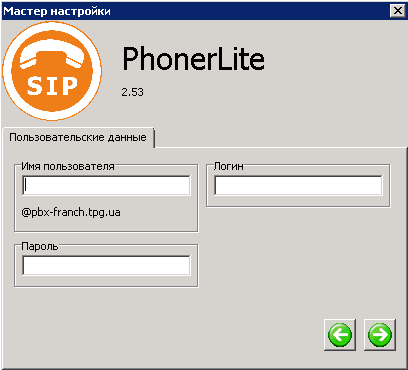 Мастер настройки
SIP
PhonerLite
2.53
Пользовательские данные
Имя пользователя
Логин
@pbx-franch.tpg.ua
Пароль